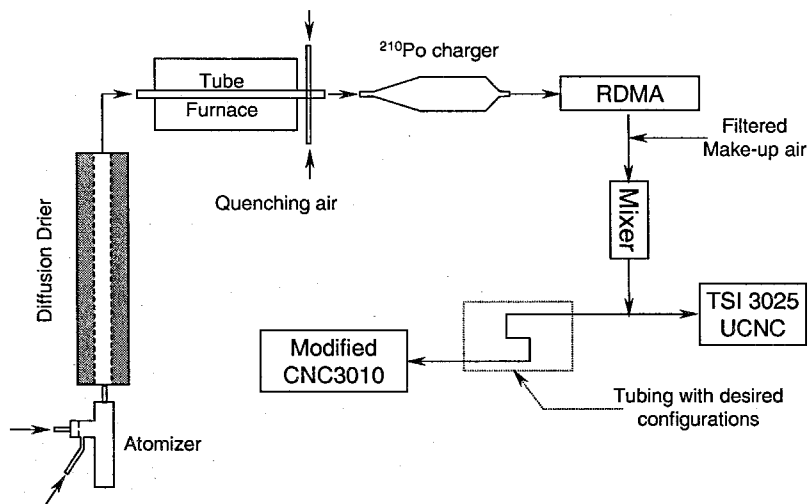 ²¹⁰Po charger
Tube
Furnace
RDMA
Filtered
Make-up air
Quenching air
Mixer
Diffusion Drier
TSI 3025
UCNC
Modified
CNC3010
Tubing with desired
configurations
Atomizer